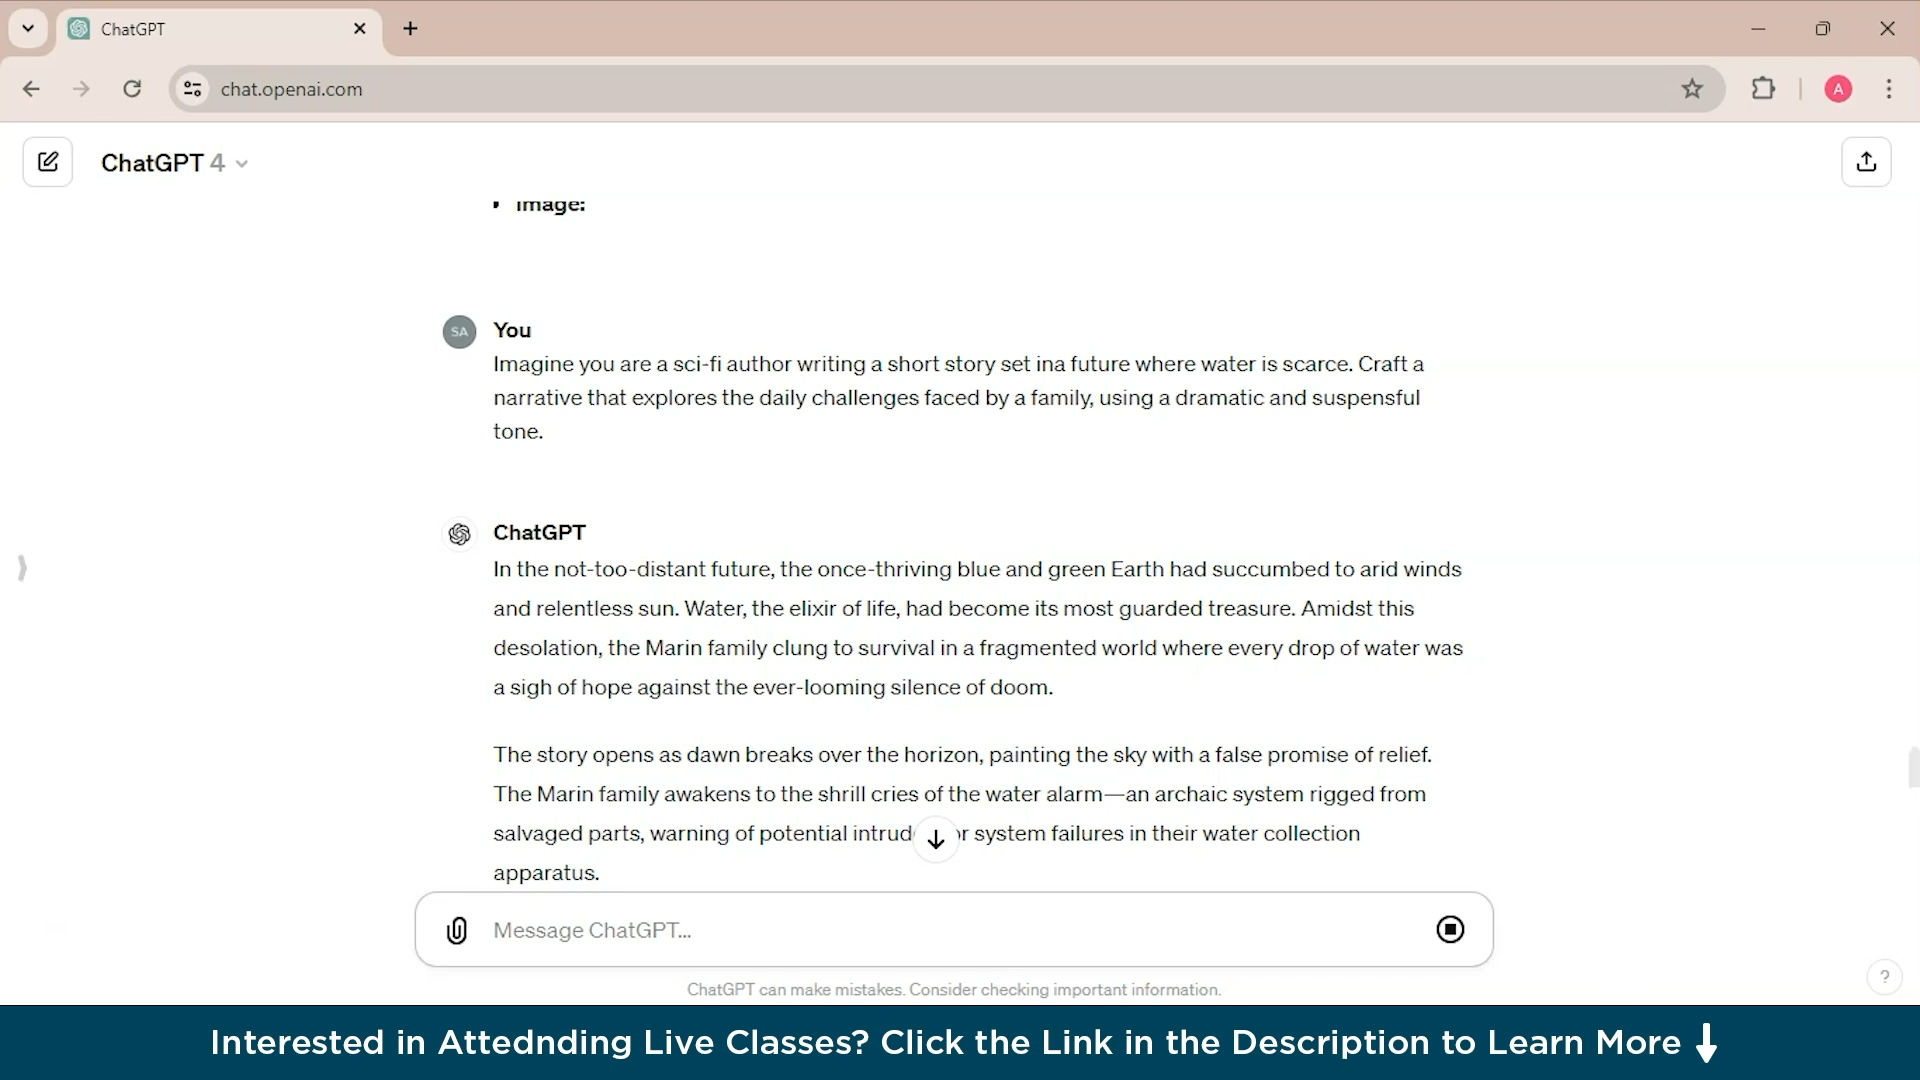 ChatGPT
chat.openai.com
A
ChatGPT 4
Image:
SA
You
Imagine you are a sci-fi author writing a short story set ina future where water is scarce. Craft a
narrative that explores the daily challenges faced by a family, using a dramatic and suspensful
tone.
ChatGPT
In the not-too-distant future, the once-thriving blue and green Earth had succumbed to arid winds
and relentless sun. Water, the elixir of life, had become its most guarded treasure. Amidst this
desolation, the Marin family clung to survival in a fragmented world where every drop of water was
a sigh of hope against the ever-looming silence of doom.
The story opens as dawn breaks over the horizon, painting the sky with a false promise of relief.
The Marin family awakens to the shrill cries of the water alarm—an archaic system rigged from
salvaged parts, warning of potential system failures in their water collection
apparatus.
Message ChatGPT...
ChatGPT can make mistakes. Consider checking important information.
?
Interested in Attednding Live Classes? Click the Link in the Description to Learn More